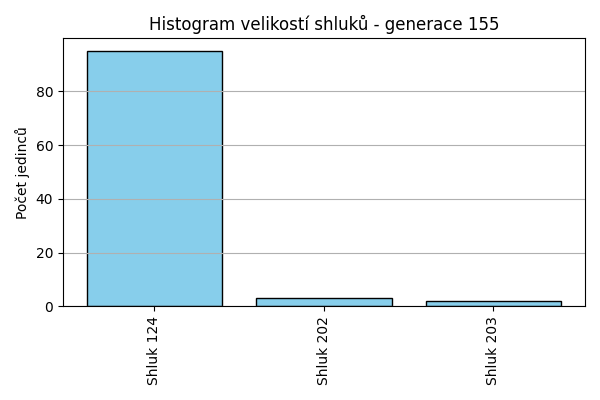 Histogram velikostí shluků - generace 155
Počet jedinců
80
60
40
20
0
Shluk 124
Shluk 202
Shluk 203